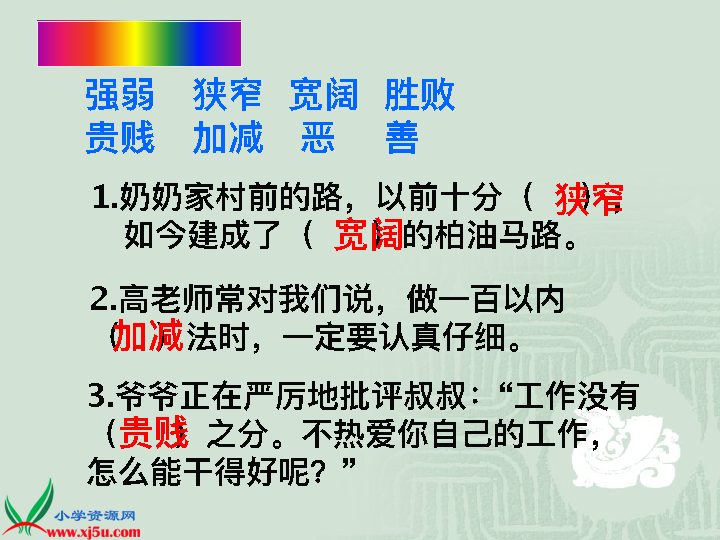 强弱 狭窄 宽阔 胜败
贵贱 加减 恶 善
1.奶奶家村前的路，以前十分（狭窄），
如今建成了（宽阔）的柏油马路。
2.高老师常对我们说，做一百以内
（加减）法时，一定要认真仔细。
3.爷爷正在严厉地批评叔叔：“工作没有
（贵贱）之分。不热爱你自己的工作，
怎么能干得好呢？”
小学资源网
www.xj5u.com